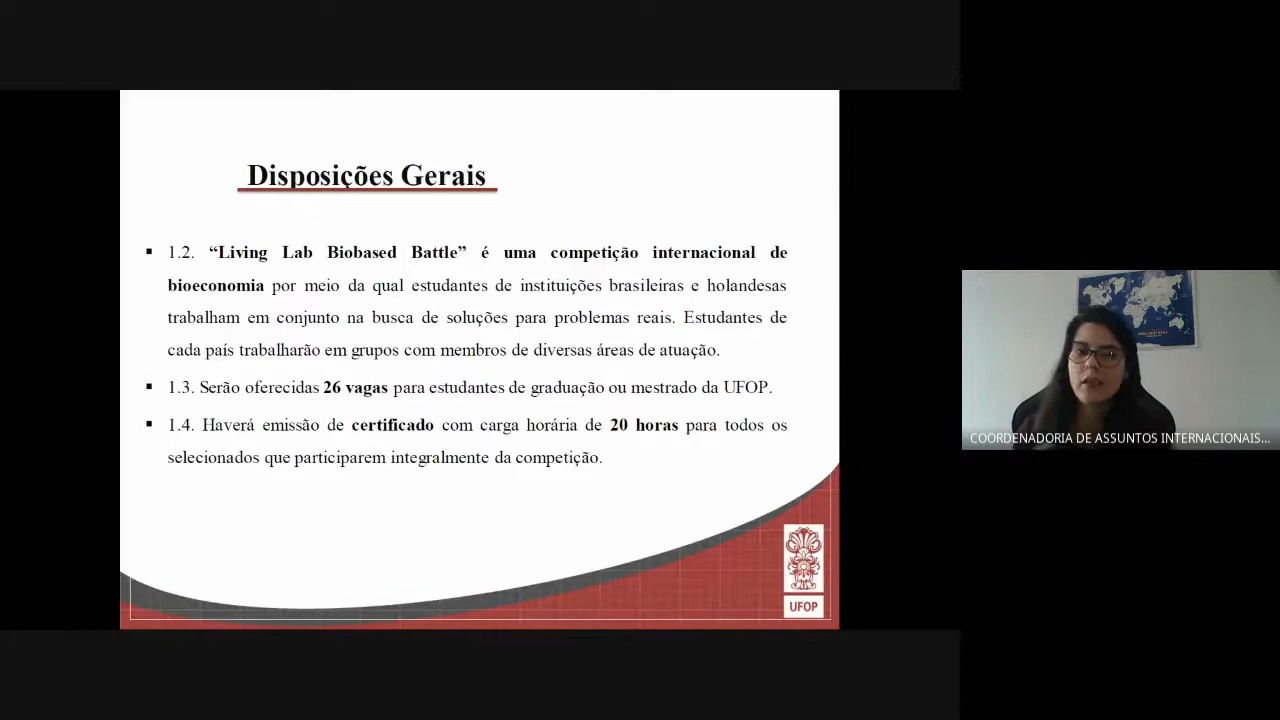 Disposições Gerais
1.2. “Living Lab Biobased Battle” é uma competição internacional de
bioeconomia por meio da qual estudantes de instituições brasileiras e holandesas
trabalham em conjunto na busca de soluções para problemas reais. Estudantes de
cada país trabalharão em grupos com membros de diversas áreas de atuação.
1.3. Serão oferecidas 26 vagas para estudantes de graduação ou mestrado da UFOP.
1.4. Haverá emissão de certificado com carga horária de 20 horas para todos os
selecionados que participarem integralmente da competição.
UFOP
COORDENADORIA DE ASSUNTOS INTERNACIONAIS...